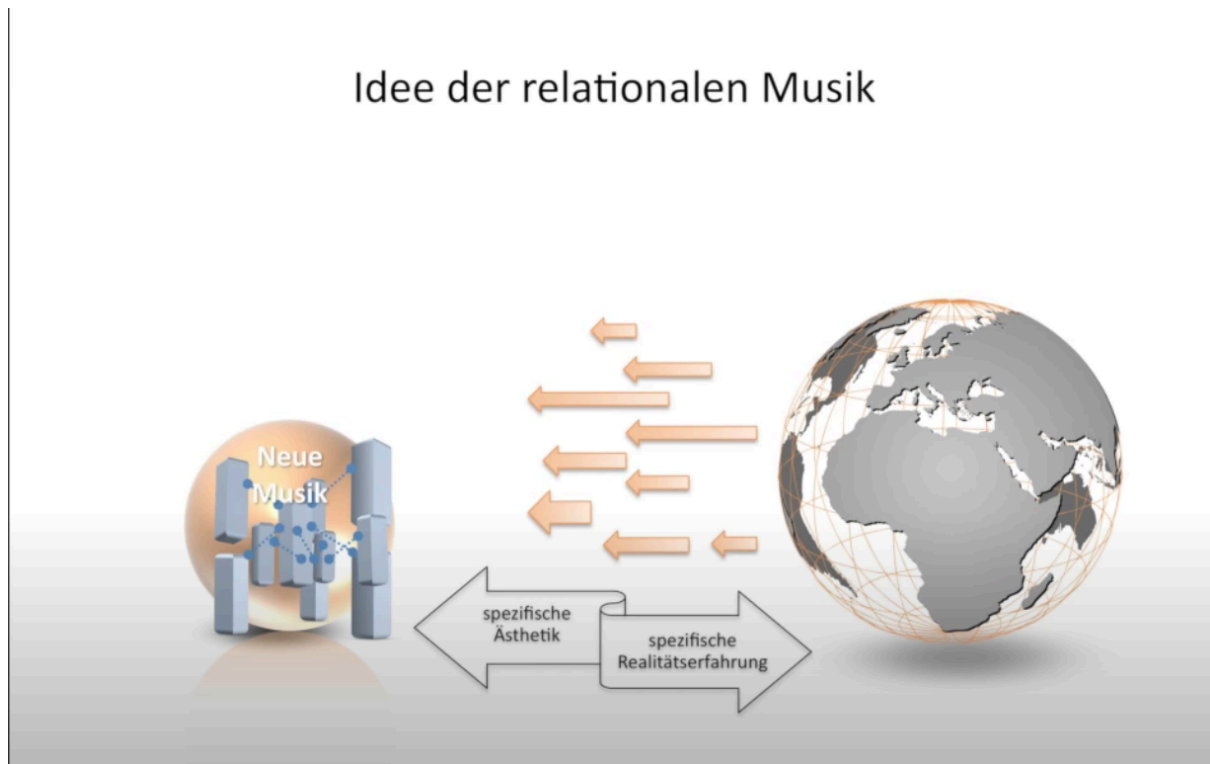 Idee der relationalen Musik
Neue
Musik
spezifische
Ästhetik
spezifische
Realitätserfahrung